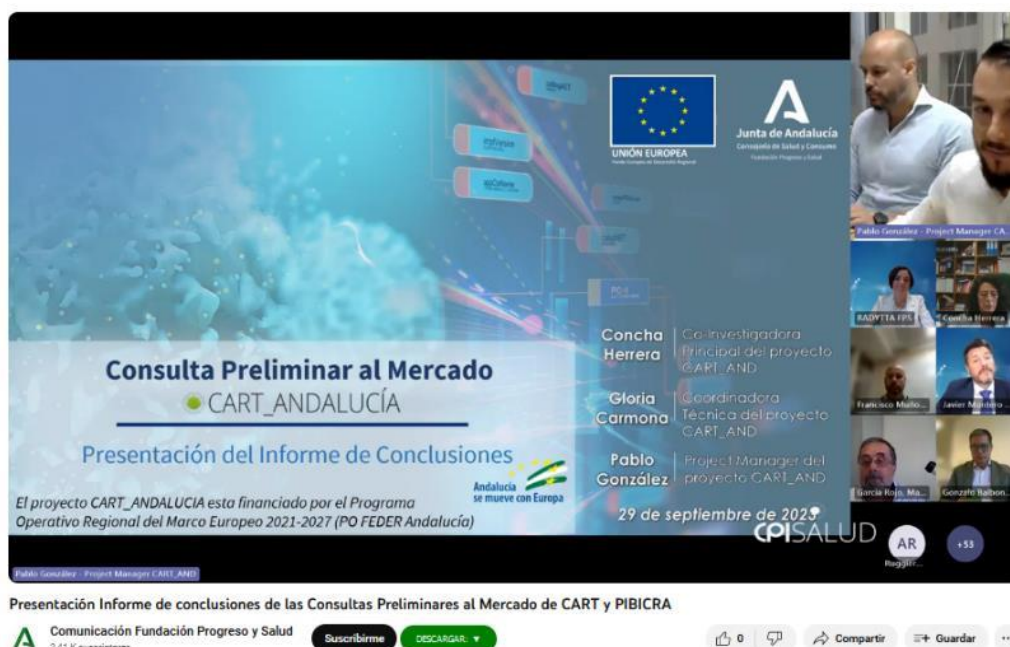 UNIÓN EUROPEA
Junta de Andalucía
Consejería de Salud y Consumo
Fundación Progreso y Salud
Consulta Preliminar al Mercado
CART_ANDALUCÍA
Presentación del Informe de Conclusiones
Andalucía
se mueve con Europa
El proyecto CART_ANDALUCIA esta financiado por el Programa
Operativo Regional del Marco Europeo 2021-2027 (PO FEDER Andalucía)
Concha
Herrera
Co-Investigadora
Principal del proyecto
CART_AND
Gloria
Carmona
Coordinadora
Técnica del proyecto
CART_AND
Pablo
González
Project Manager del
proyecto CART_AND
29 de septiembre de 2023
CPISALUD
Pablo González - Project Manager CA...
RADYTTA FPS
Concha Herrera
Francisco Muño...
Javier Montero ...
García Rojo, Ma...
Gonzalo Balbon...
AR
+53
Ruggier...
Pablo González - Project Manager CART_AND
Presentación Informe de conclusiones de las Consultas Preliminares al Mercado de CART y PIBICRA
Comunicación Fundación Progreso y Salud
Suscribirme
DESCARGAR: ▼
0
Compartir
Guardar
...